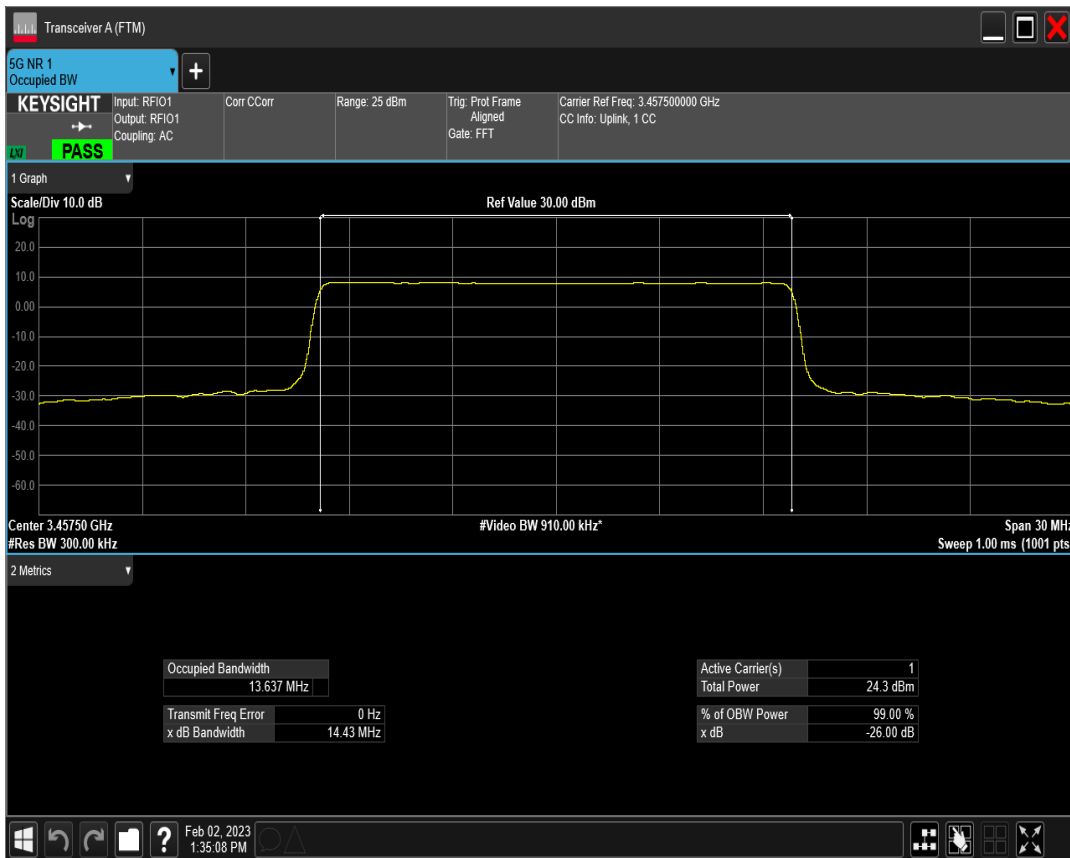 Transceiver A (FTM)
5G NR 1
Occupied BW
+
KEYSIGHT
LXI
PASS
Input: RFIO1
Output: RFIO1
Coupling: AC
Corr CCorr
Range: 25 dBm
Trig: Prot Frame
Aligned
Gate: FFT
Carrier Ref Freq: 3.457500000 GHz
CC Info: Uplink, 1 CC
1 Graph
Scale/Div 10.0 dB
Ref Value 30.00 dBm
Log
20.0
10.0
0.00
-10.0
-20.0
-30.0
-40.0
-50.0
-60.0
Center 3.45750 GHz
#Video BW 910.00 kHz*
Span 30 MHz
#Res BW 300.00 kHz
Sweep 1.00 ms (1001 pts
2 Metrics
Occupied Bandwidth
13.637 MHz
Transmit Freq Error 0 Hz
x dB Bandwidth 14.43 MHz
Active Carrier(s) 1
Total Power 24.3 dBm
% of OBW Power 99.00 %
x dB -26.00 dB
?
Feb 02, 2023
1:35:08 PM